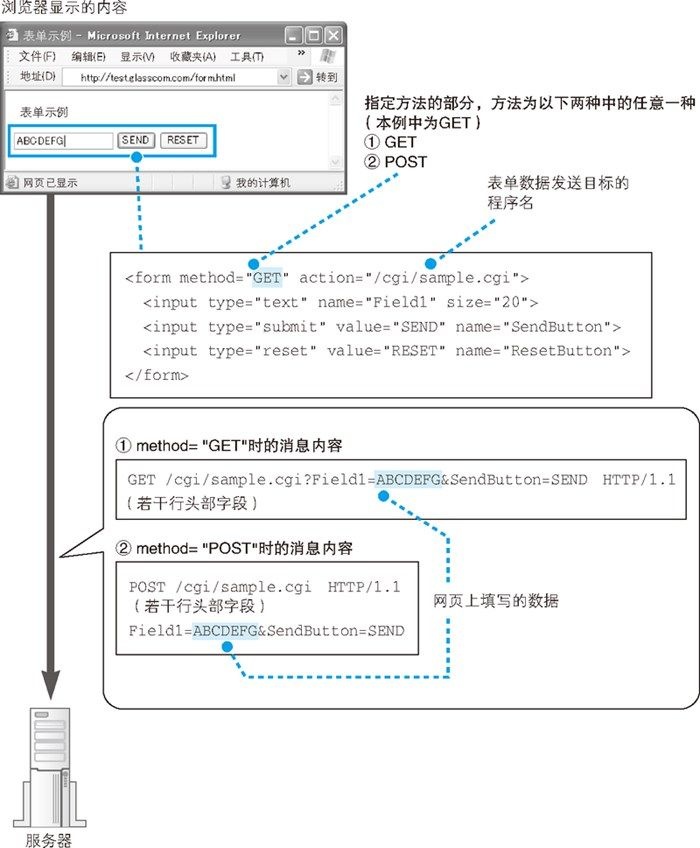 浏览器显示的内容
表单示例 - Microsoft Internet Explorer
文件(F) 编辑(E) 显示(V) 收藏夹(A) 工具(T) »
地址(D) http://test.glasscom.com/form.html 转到
表单示例
ABCDEFG SEND RESET
网页已显示 我的计算机
指定方法的部分，方法为以下两种中的任意一种
（本例中为GET）
① GET
② POST
表单数据发送目标的
程序名
<form method="GET" action="/cgi/sample.cgi">
<input type="text" name="Field1" size="20">
<input type="submit" value="SEND" name="SendButton">
<input type="reset" value="RESET" name="ResetButton">
</form>
① method= "GET"时的消息内容
GET /cgi/sample.cgi?Field1=ABCDEFG&SendButton=SEND HTTP/1.1
（若干行头部字段）
② method= "POST"时的消息内容
POST /cgi/sample.cgi HTTP/1.1
（若干行头部字段）
Field1=ABCDEFG&SendButton=SEND
网页上填写的数据
服务器